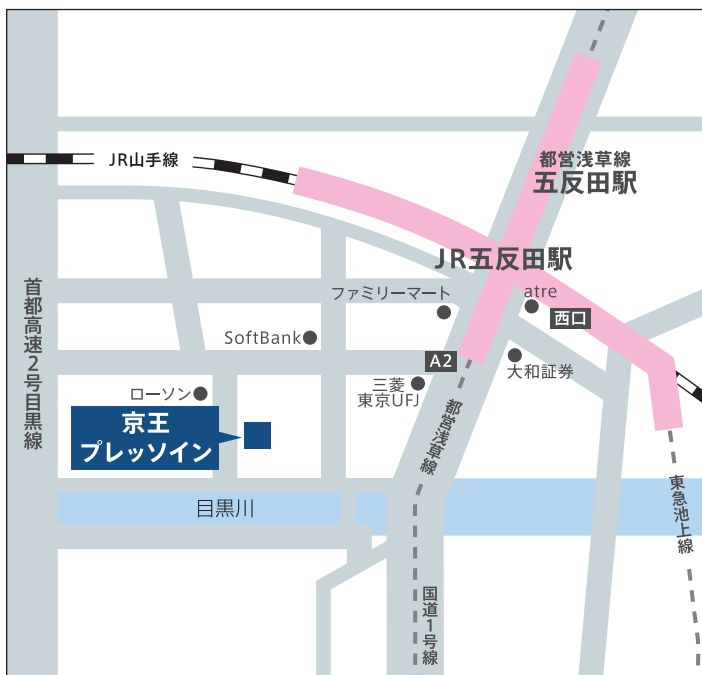 JR山手線
都営浅草線
五反田駅
JR五反田駅
首都高速2号目黒線
ファミリーマート
atre
西口
SoftBank
A2
大和証券
ローソン
三菱
東京UFJ
京王
プレッソイン
都営浅草線
目黒川
東急池上線
国道1号線